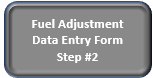 Fuel Adjustment
Data Entry Form
Step #2